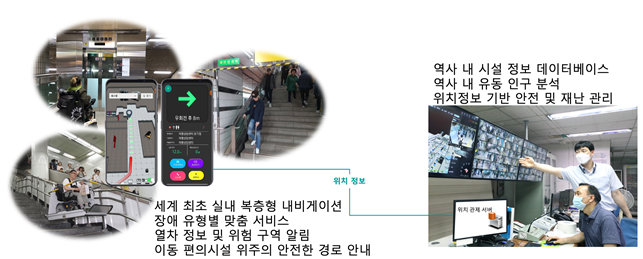 우회전 후 8m
위치 정보
세계 최초 실내 복층형 내비게이션
장애 유형별 맞춤 서비스
열차 정보 및 위험 구역 알림
이동 편의시설 위주의 안전한 경로 안내
역사 내 시설 정보 데이터베이스
역사 내 유동 인구 분석
위치정보 기반 안전 및 재난 관리
위치 관제 서버